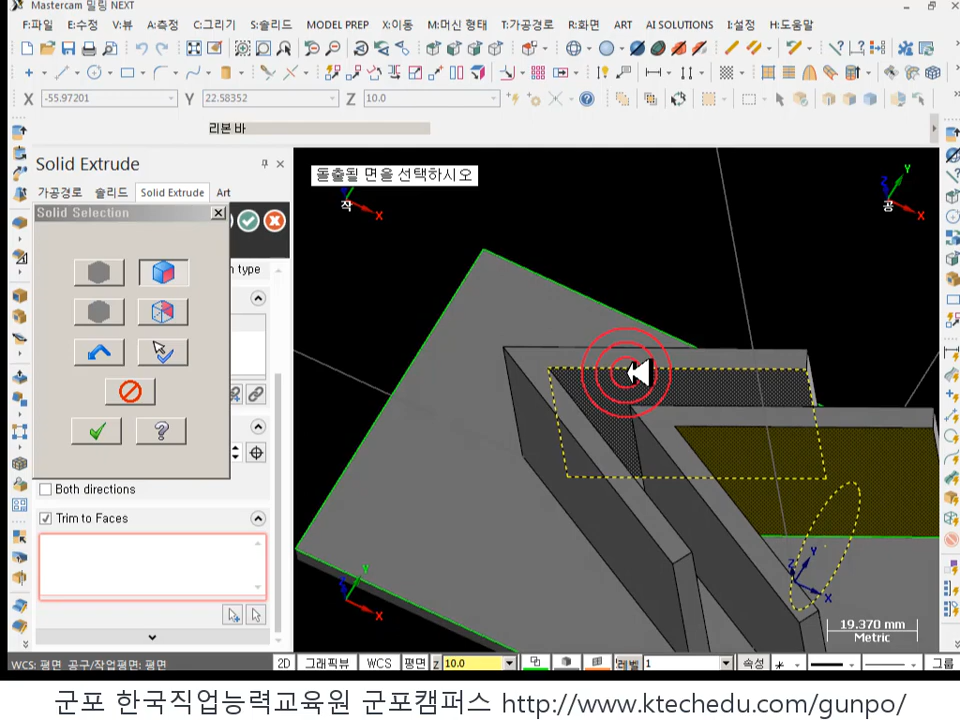 Mastercam 밀링 NEXT
F:파일 E:수정 V:뷰 A:측정 C:그리기 S:솔리드 MODEL PREP X:이동 M:머신 형태 T:가공경로 R:화면 ART AI SOLUTIONS I:설정 H:도움말
X -55.97201 Y 22.58352 Z 10.0
리본 바
Solid Extrude
가공경로 솔리드 Solid Extrude Art
Solid Selection
돌출될 면을 선택하시오
작
X
Y
Z
공
X
n type
Both directions
Trim to Faces
Y
X
Z
Y
X
19.370 mm
Metric
WCS: 평면 공구/작업평면: 평면 2D 그래픽뷰 WCS 평면 Z 10.0 레벨 1 속성 그룹
군포 한국직업능력교육원 군포캠퍼스 http://www.ktechedu.com/gunpo/